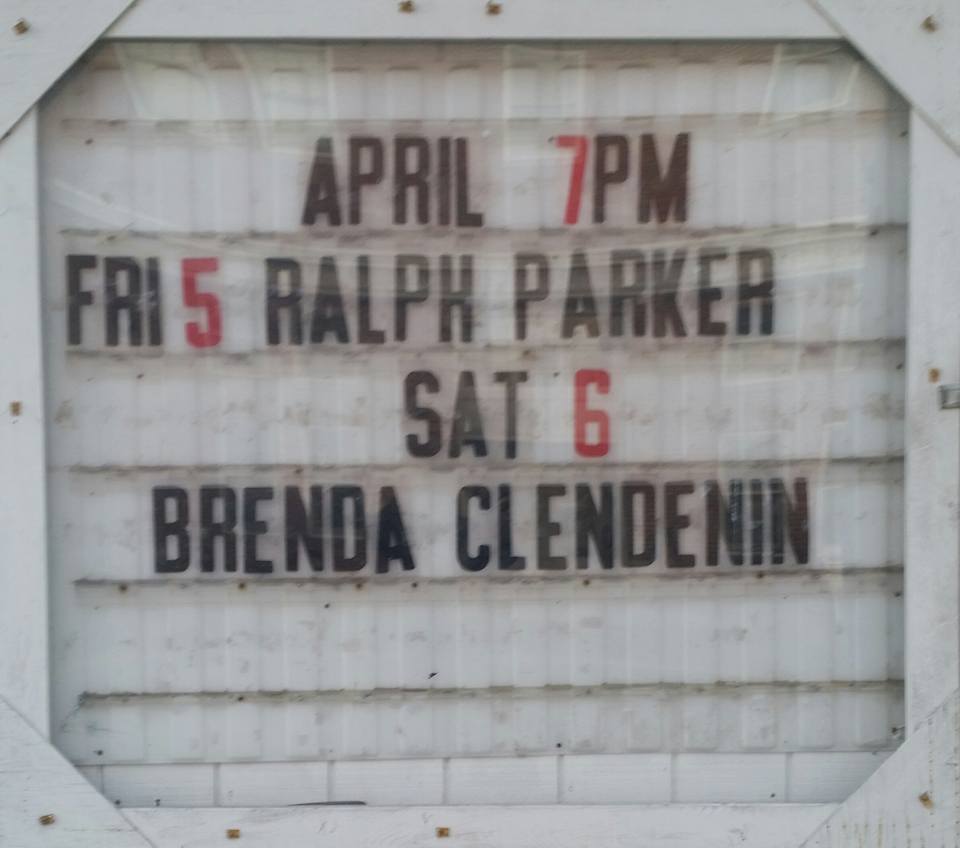 APRIL 7PM
FRI 5 RALPH PARKER
SAT 6
BRENDA CLENDENIN